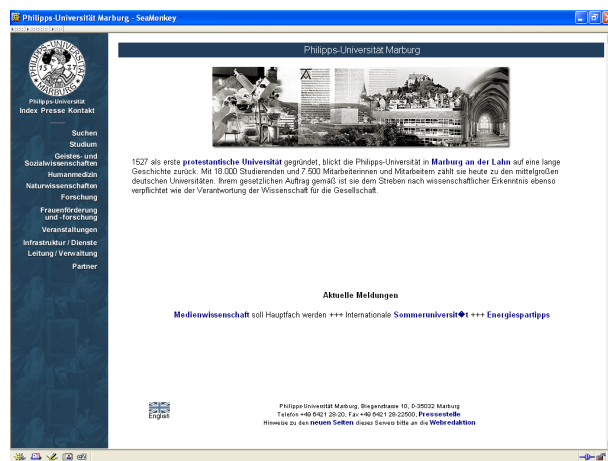 Philipps-Universität Marburg - SeaMonkey
Philipps-Universität
Index Presse Kontakt
Suchen
Studium
Geistes- und
Sozialwissenschaften
Humanmedizin
Naturwissenschaften
Forschung
Frauenförderung
und -forschung
Veranstaltungen
Infrastruktur / Dienste
Leitung / Verwaltung
Partner
Philipps-Universität Marburg
1527 als erste protestantische Universität gegründet, blickt die Philipps-Universität in Marburg an der Lahn auf eine lange
Geschichte zurück. Mit 18.000 Studierenden und 7.500 Mitarbeiterinnen und Mitarbeitern zählt sie heute zu den mittelgroßen
deutschen Universitäten. Ihrem gesetzlichen Auftrag gemäß ist sie dem Streben nach wissenschaftlicher Erkenntnis ebenso
verpflichtet wie der Verantwortung der Wissenschaft für die Gesellschaft.
Aktuelle Meldungen
Medienwissenschaft soll Hauptfach werden +++ Internationale Sommeruniversit�t +++ Energiespartipps
English
Philipps-Universität Marburg, Biegenstrasse 10, D-35032 Marburg
Telefon +49 6421 28-20, Fax +49 6421 28-22500, Pressestelle
Hinweise zu den neuen Seiten dieses Servers bitte an die Webredaktion